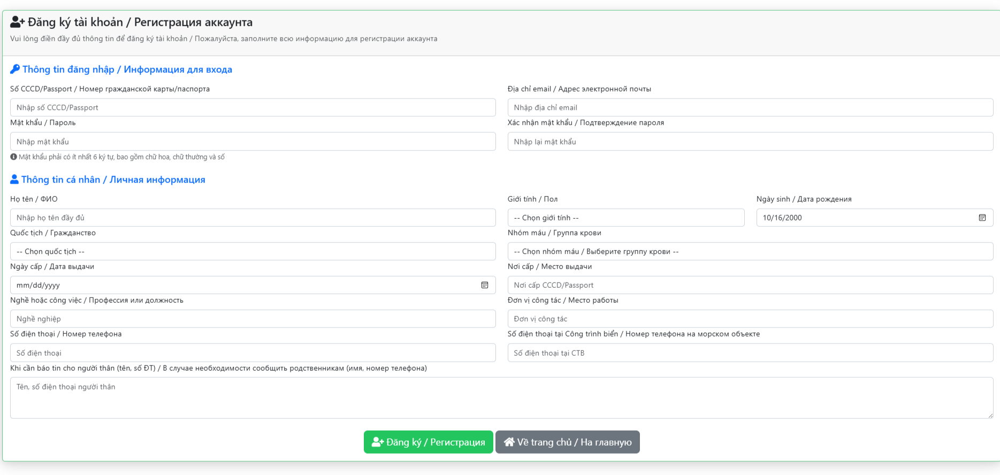 Đăng ký tài khoản / Регистрация аккаунта
Vui lòng điền đầy đủ thông tin để đăng ký tài khoản / Пожалуйста, заполните всю информацию для регистрации аккаунта
Thông tin đăng nhập / Информация для входа
Số CCCD/Passport / Номер гражданской карты/паспорта
Địa chỉ email / Адрес электронной почты
Nhập số CCCD/Passport
Nhập địa chỉ email
Mật khẩu / Пароль
Xác nhận mật khẩu / Подтверждение пароля
Nhập mật khẩu
Nhập lại mật khẩu
Mật khẩu phải có ít nhất 6 ký tự, bao gồm chữ hoa, chữ thường và số
Thông tin cá nhân / Личная информация
Họ tên / ФИО
Giới tính / Пол
Ngày sinh / Дата рождения
Nhập họ tên đầy đủ
-- Chọn giới tính --
10/16/2000
Quốc tịch / Гражданство
Nhóm máu / Группа крови
-- Chọn quốc tịch --
-- Chọn nhóm máu / Выберите группу крови --
Ngày cấp / Дата выдачи
Nơi cấp / Место выдачи
mm/dd/yyyy
Nơi cấp CCCD/Passport
Nghề hoặc công việc / Профессия или должность
Đơn vị công tác / Место работы
Nghề nghiệp
Đơn vị công tác
Số điện thoại / Номер телефона
Số điện thoại tại Công trình biển / Номер телефона на морском объекте
Số điện thoại
Số điện thoại tại CTB
Khi cần báo tin cho người thân (tên, số ĐT) / В случае необходимости сообщить родственникам (имя, номер телефона)
Tên, số điện thoại người thân
Đăng ký / Регистрация
Về trang chủ / На главную